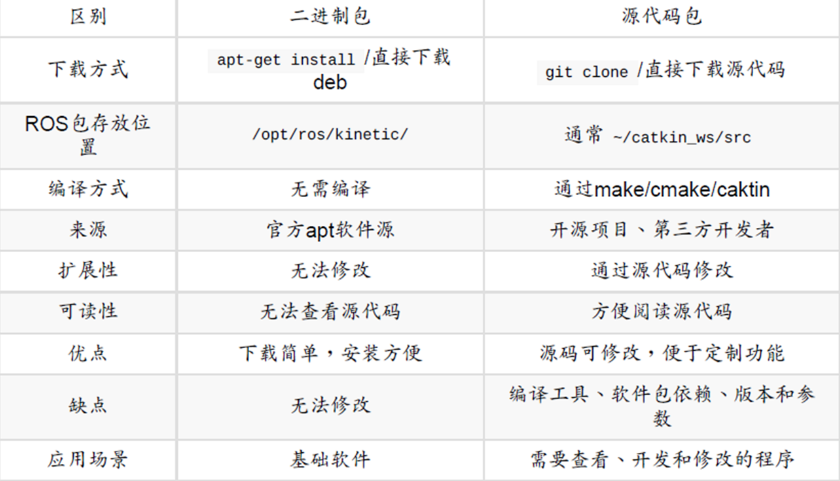 区别 二进制包 源代码包
下载方式 apt-get install /直接下载 deb git clone /直接下载源代码
ROS包存放位置 /opt/ros/kinetic/ 通常 ~/catkin_ws/src
编译方式 无需编译 通过make/cmake/caktin
来源 官方apt软件源 开源项目、第三方开发者
扩展性 无法修改 通过源代码修改
可读性 无法查看源代码 方便阅读源代码
优点 下载简单，安装方便 源码可修改，便于定制功能
缺点 无法修改 编译工具、软件包依赖、版本和参数
应用场景 基础软件 需要查看、开发和修改的程序